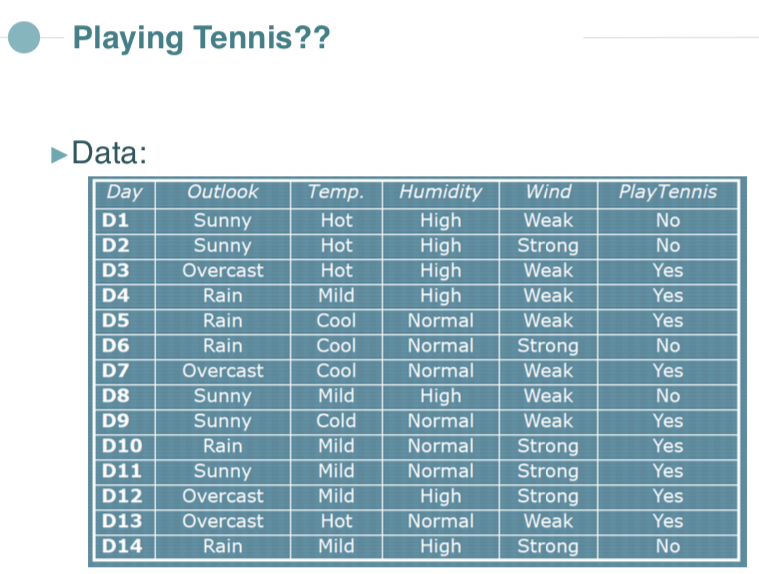 Playing Tennis??
►Data:
Day Outlook Temp. Humidity Wind PlayTennis
D1 Sunny Hot High Weak No
D2 Sunny Hot High Strong No
D3 Overcast Hot High Weak Yes
D4 Rain Mild High Weak Yes
D5 Rain Cool Normal Weak Yes
D6 Rain Cool Normal Strong No
D7 Overcast Cool Normal Weak Yes
D8 Sunny Mild High Weak No
D9 Sunny Cold Normal Weak Yes
D10 Rain Mild Normal Strong Yes
D11 Sunny Mild Normal Strong Yes
D12 Overcast Mild High Strong Yes
D13 Overcast Hot Normal Weak Yes
D14 Rain Mild High Strong No